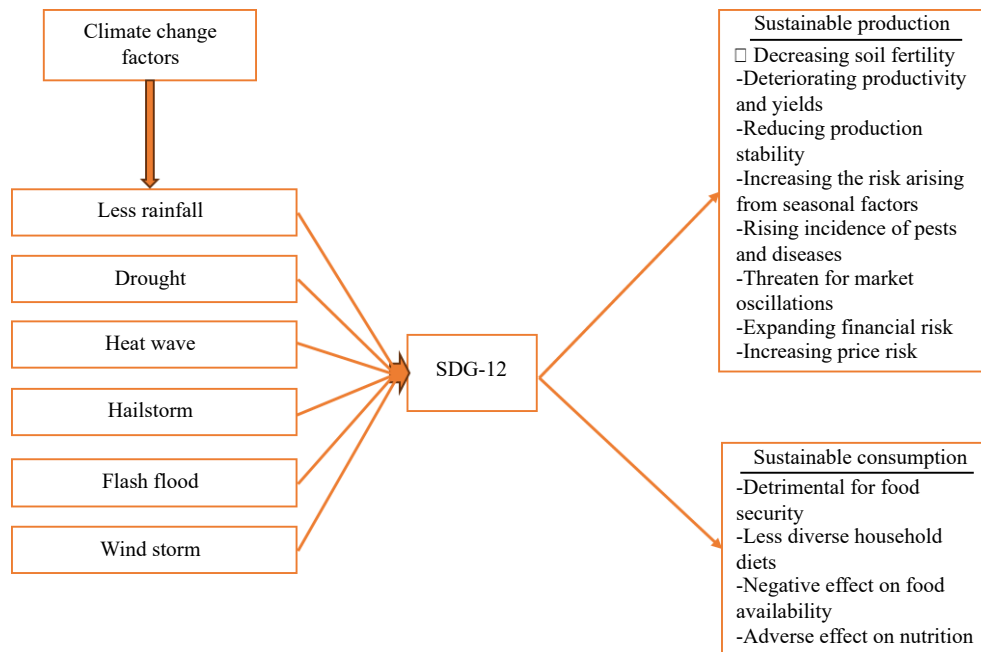 Climate change
factors
Less rainfall
Drought
Heat wave
Hailstorm
Flash flood
Wind storm
SDG-12
Sustainable production
□ Decreasing soil fertility
-Deteriorating productivity
and yields
-Reducing production
stability
-Increasing the risk arising
from seasonal factors
-Rising incidence of pests
and diseases
-Threaten for market
oscillations
-Expanding financial risk
-Increasing price risk
Sustainable consumption
-Detrimental for food
security
-Less diverse household
diets
-Negative effect on food
availability
-Adverse effect on nutrition